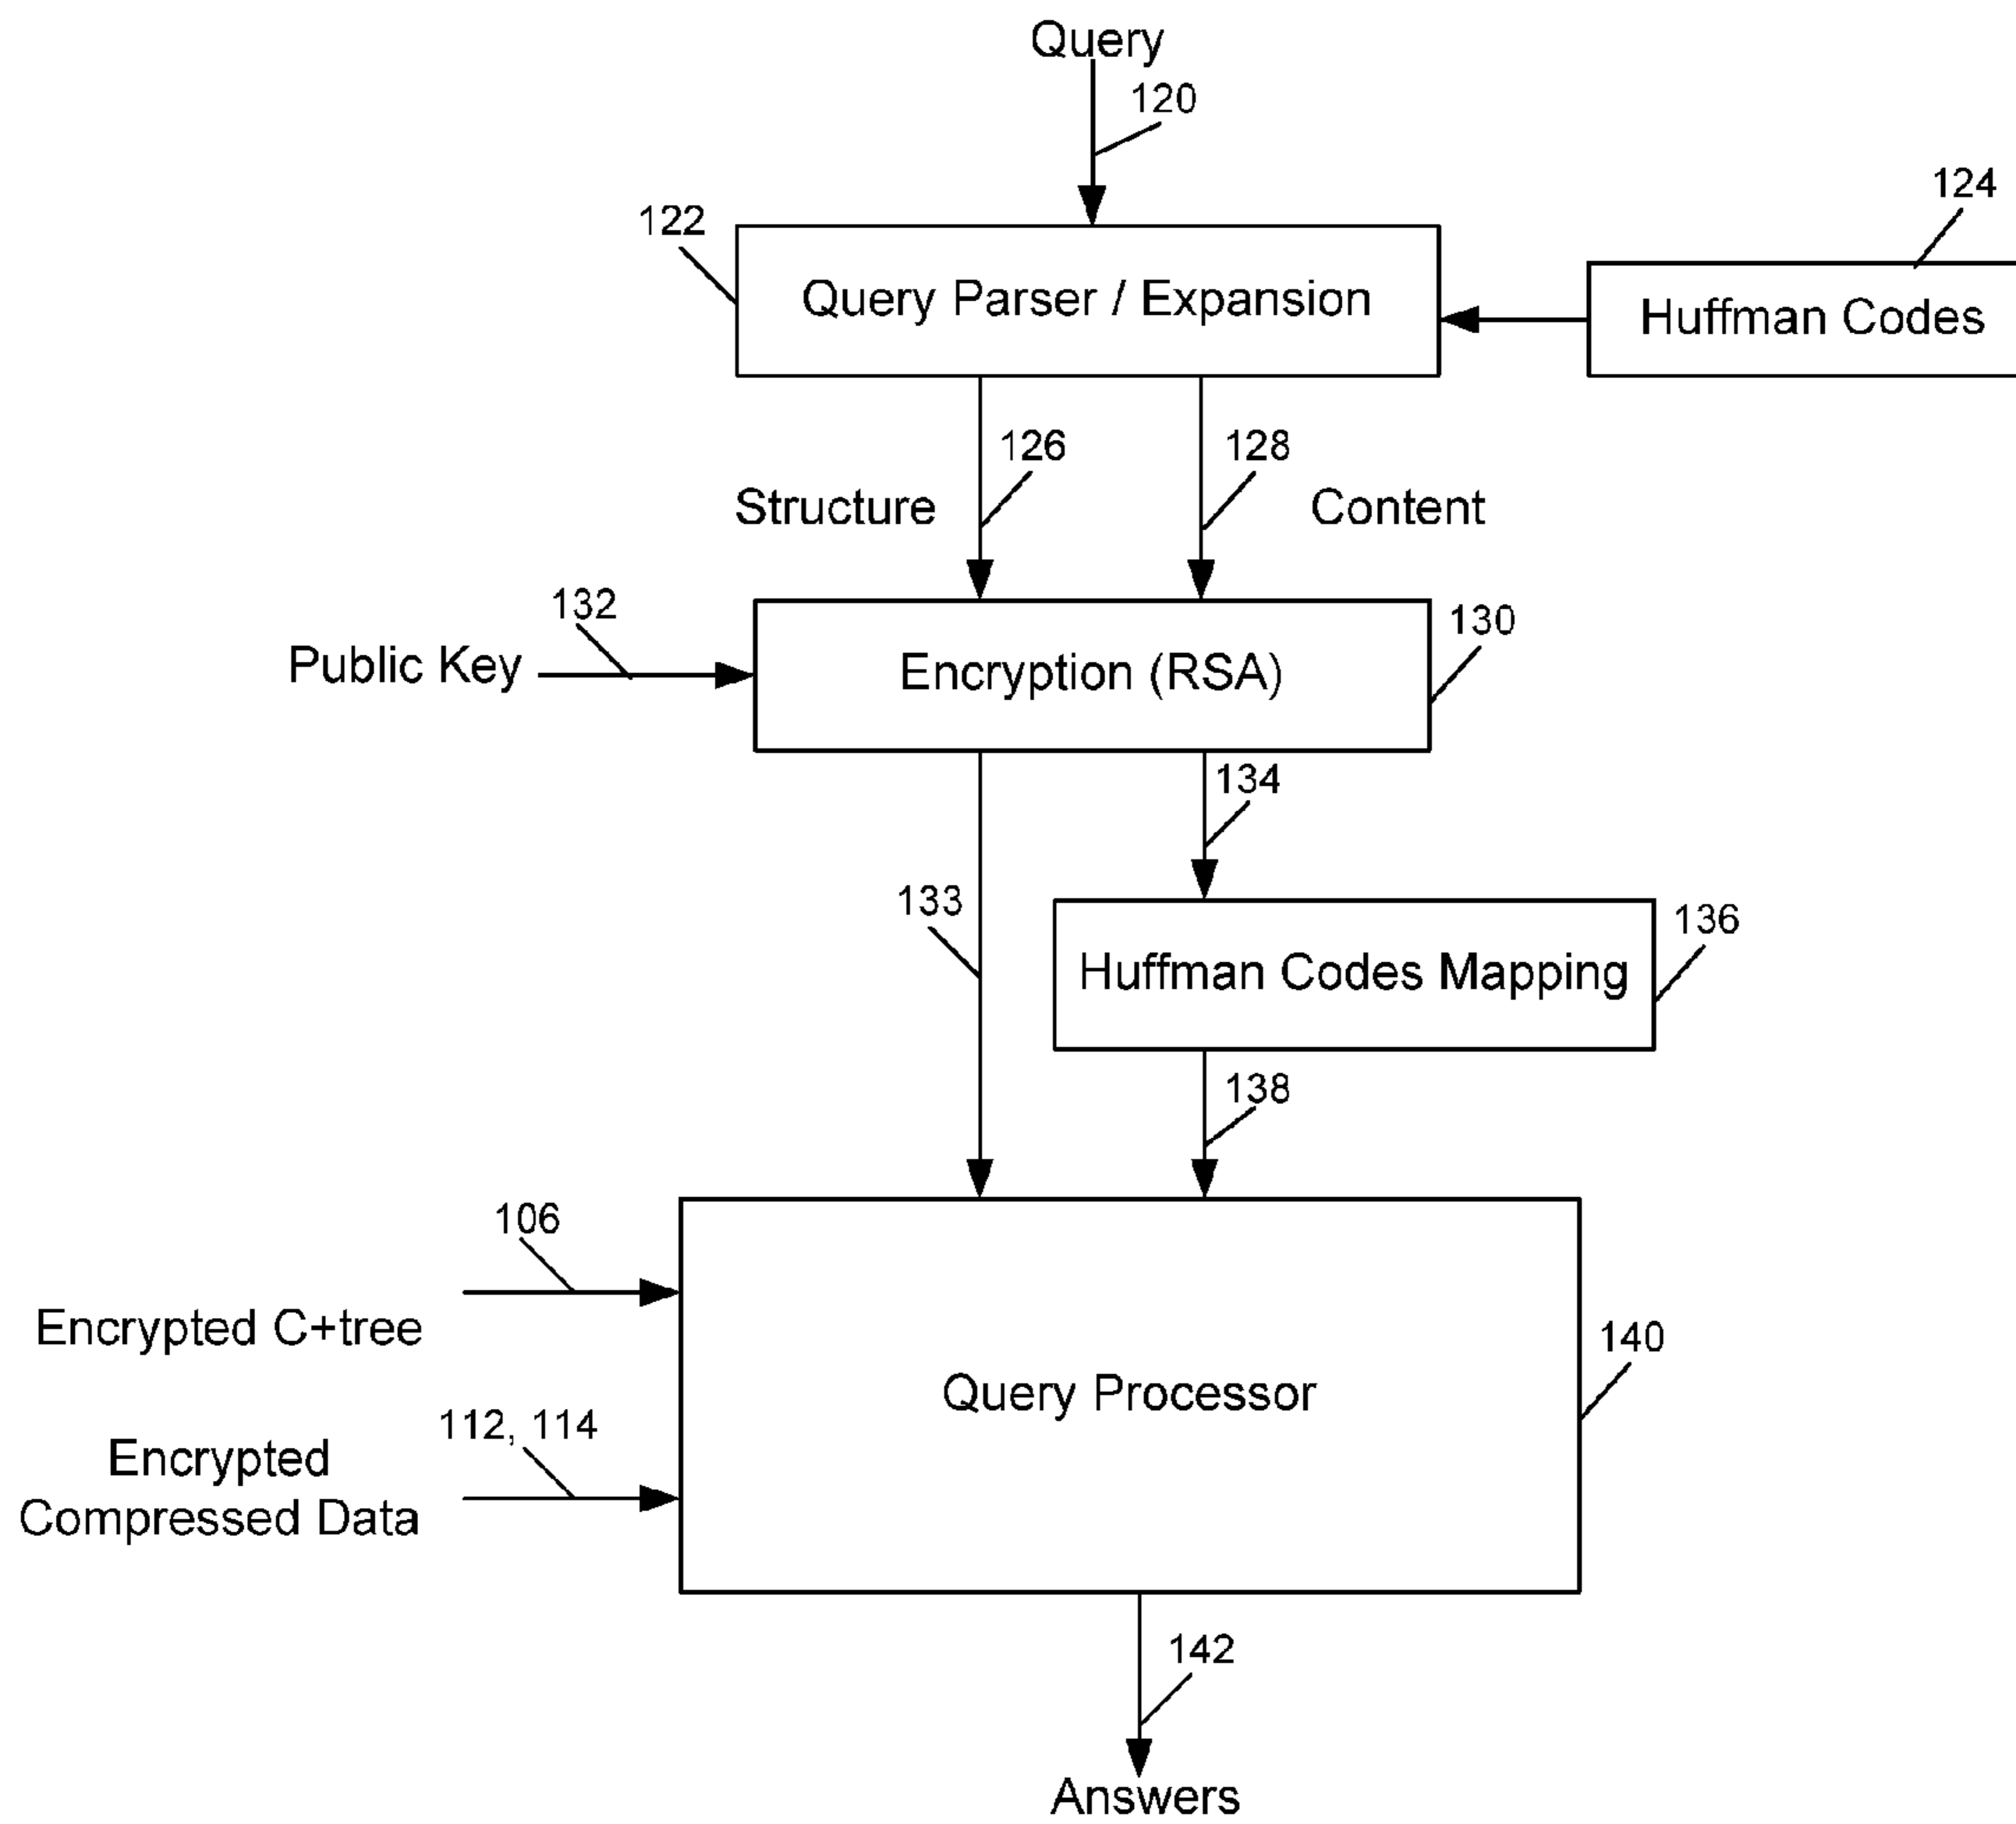 Query
120
124
122
Query Parser / Expansion
Huffman Codes
126
128
Structure
Content
132
130
Public Key
Encryption (RSA)
134
133
136
Huffman Codes Mapping
138
106
Encrypted C+tree
140
Query Processor
112, 114
Encrypted
Compressed Data
142
Answers